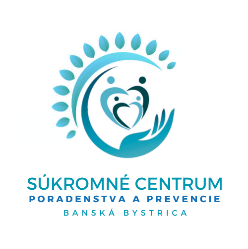 SÚKROMNÉ CENTRUM
PORADENSTVA A PREVENCIE
BANSKÁ BYSTRICA